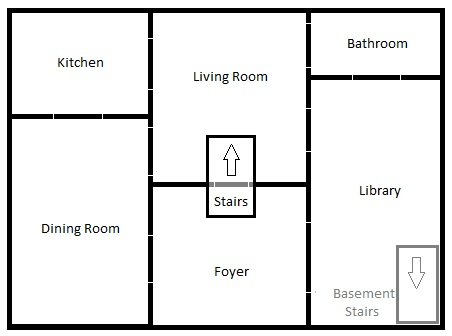 Kitchen
Living Room
Bathroom
Dining Room
Stairs
Library
Foyer
Basement
Stairs